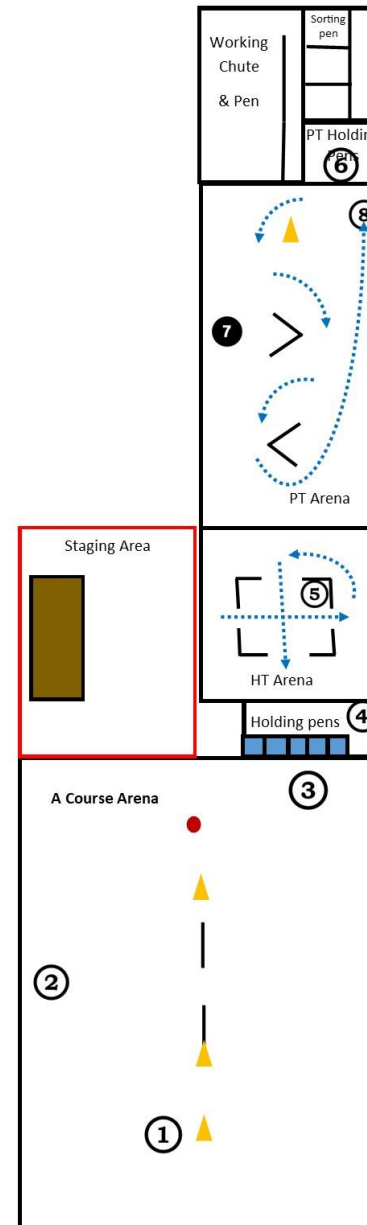 Sorting
pen
Working
Chute
& Pen
PT Holdin
Pens
6
8
7
PT Arena
Staging Area
5
HT Arena
Holding pens
4
3
A Course Arena
2
1